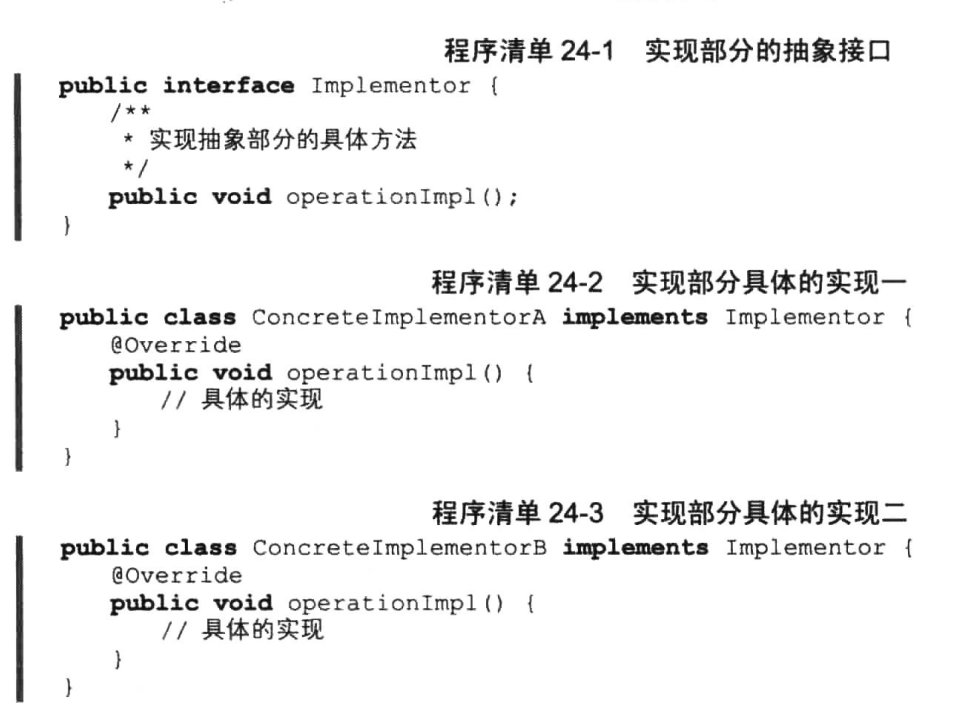 程序清单 24-1 实现部分的抽象接口
public interface Implementor {
/**
* 实现抽象部分的具体方法
*/
public void operationImpl();
}
程序清单 24-2 实现部分具体的实现一
public class ConcreteImplementorA implements Implementor {
@Override
public void operationImpl() {
// 具体的实现
}
}
程序清单 24-3 实现部分具体的实现二
public class ConcreteImplementorB implements Implementor {
@Override
public void operationImpl() {
// 具体的实现
}
}